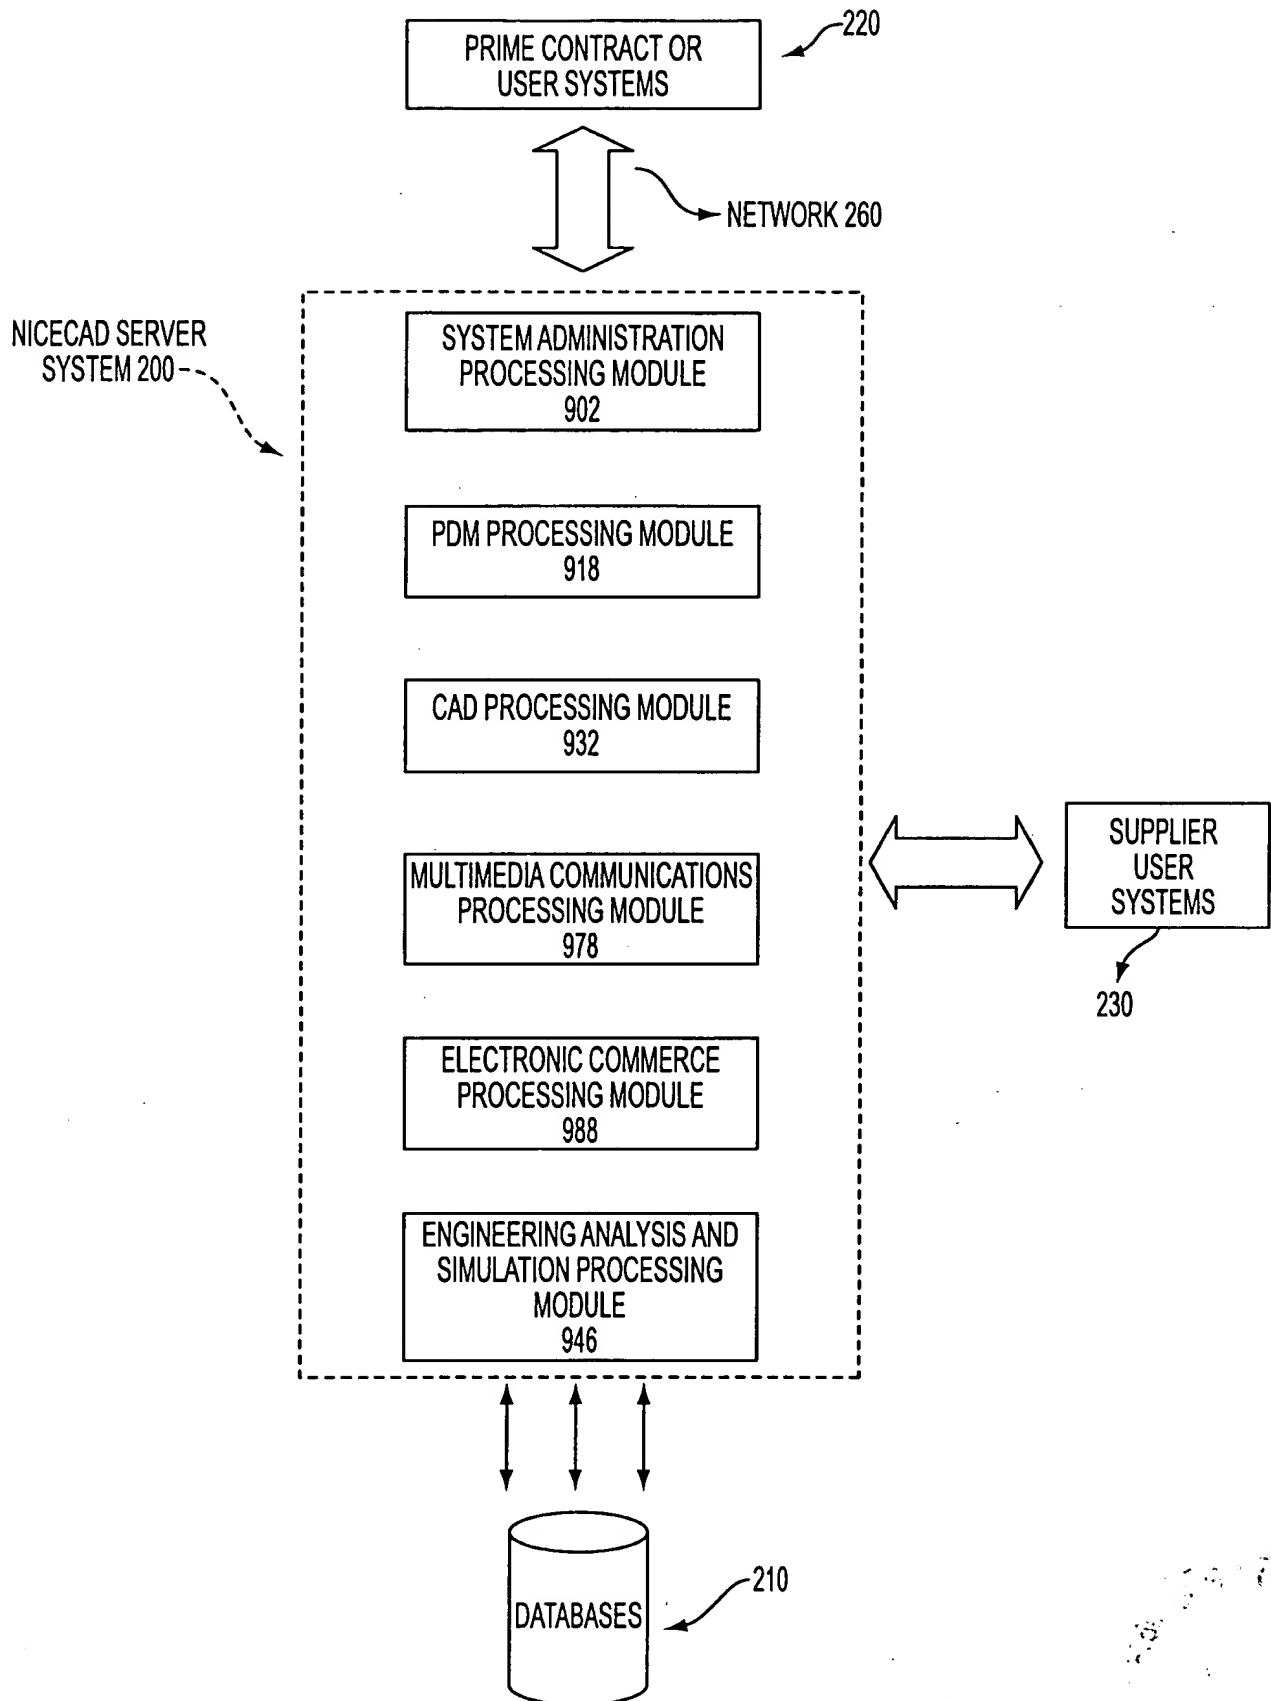 220
PRIME CONTRACT OR
USER SYSTEMS
NETWORK 260
NICECAD SERVER
SYSTEM 200
SYSTEM ADMINISTRATION
PROCESSING MODULE
902
PDM PROCESSING MODULE
918
CAD PROCESSING MODULE
932
MULTIMEDIA COMMUNICATIONS
PROCESSING MODULE
978
SUPPLIER
USER
SYSTEMS
230
ELECTRONIC COMMERCE
PROCESSING MODULE
988
ENGINEERING ANALYSIS AND
SIMULATION PROCESSING
MODULE
946
210
DATABASES